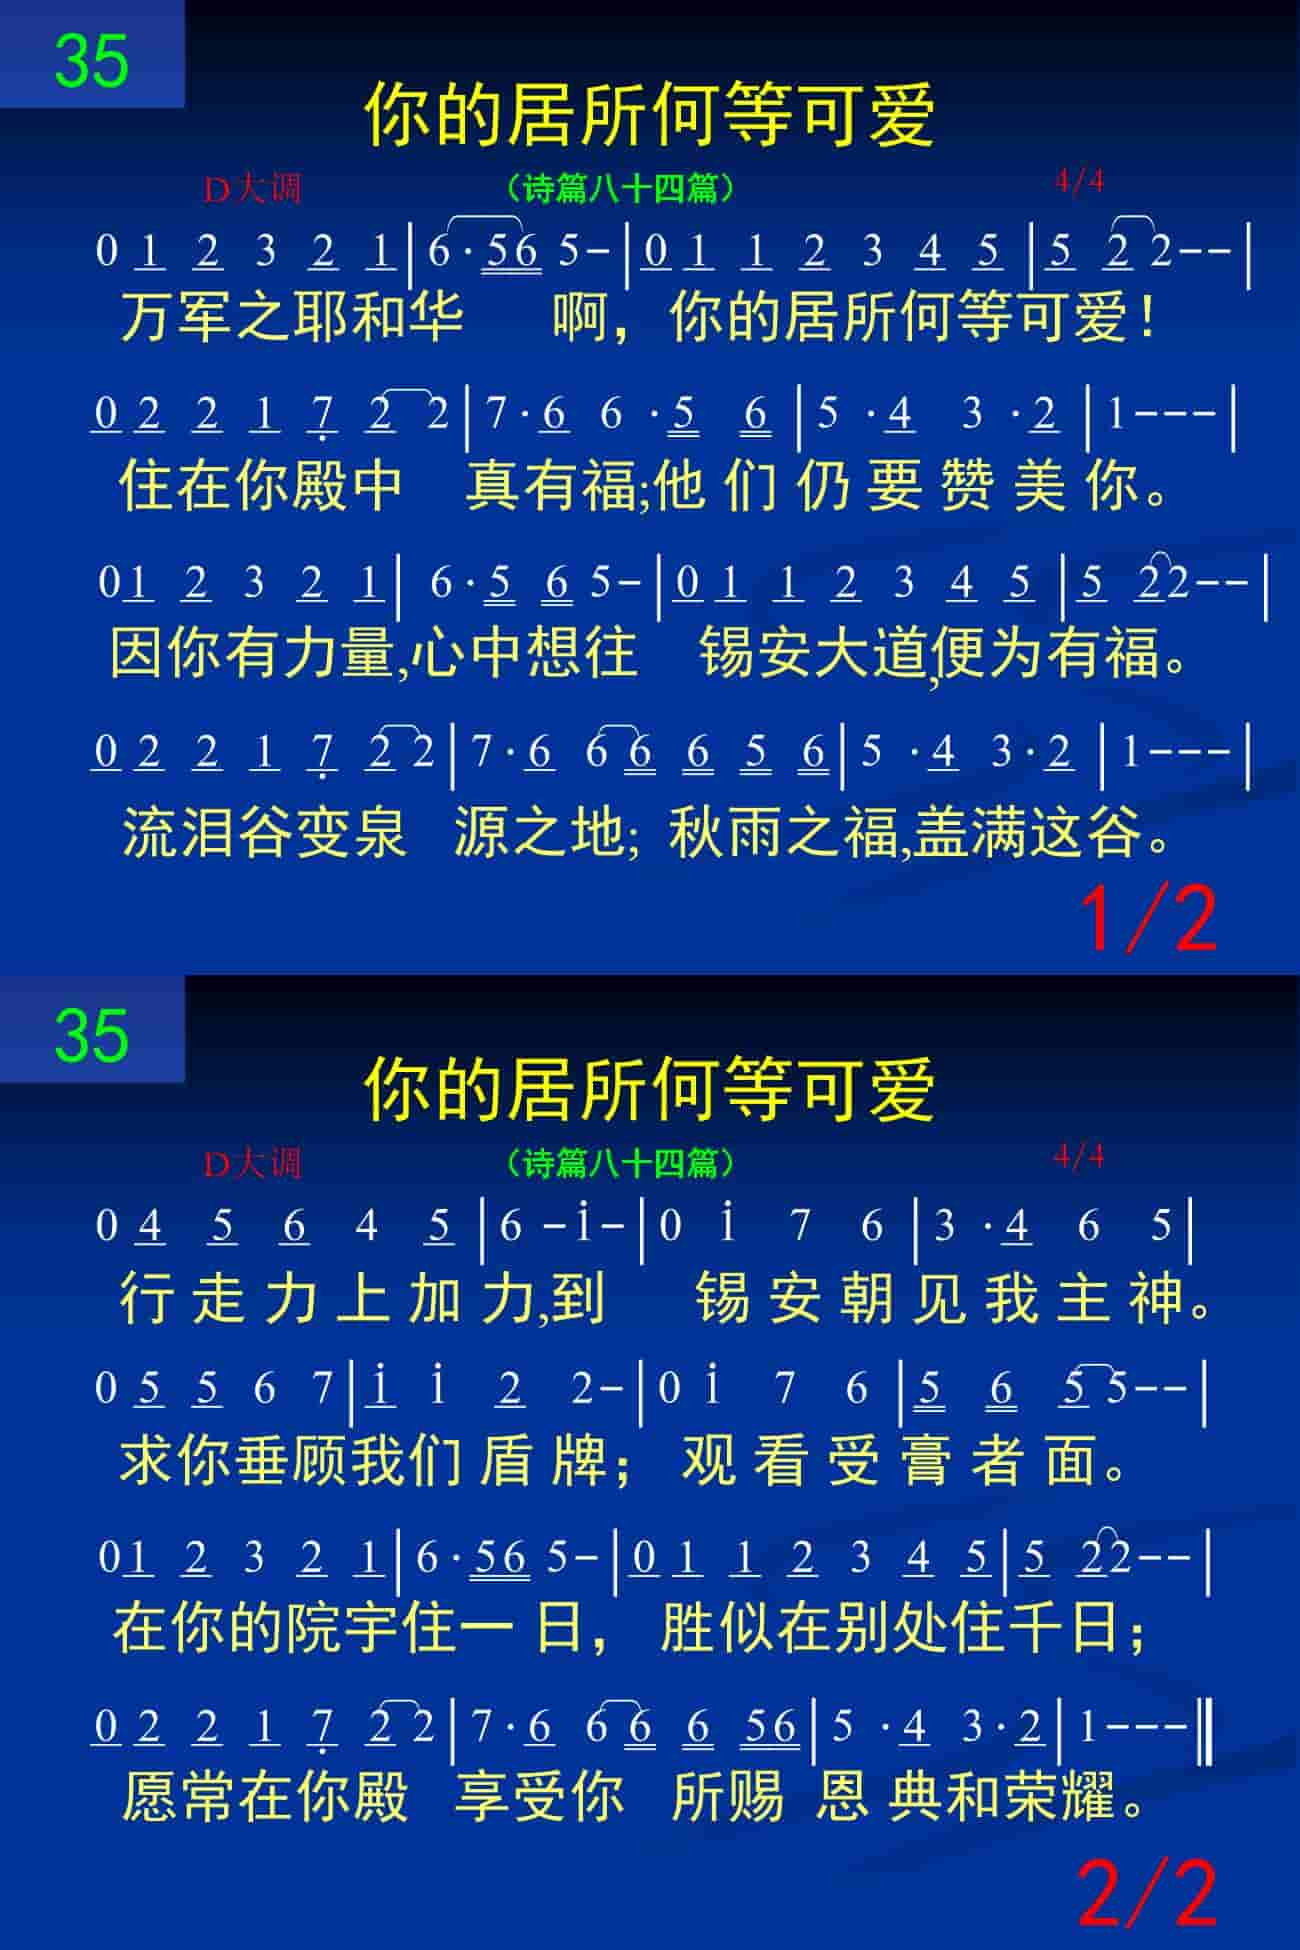 35
你的居所何等可爱
D大调 （诗篇八十四篇） 4/4
0 1 2 3 2 1 | 6 · 5 6 5 – | 0 1 1 2 3 4 5 | 5 2 2 – – |
万军之耶和华 啊，你的居所何等可爱！
0 2 2 1 7̣ 2 2 | 7 · 6 6 · 5 6 | 5 · 4 3 · 2 | 1 – – – |
住在你殿中 真有福;他们仍要赞美你。
0 1 2 3 2 1 | 6 · 5 6 5 – | 0 1 1 2 3 4 5 | 5 2 2 – – |
因你有力量,心中想往 锡安大道,便为有福。
0 2 2 1 7̣ 2 2 | 7 · 6 6 6 6 5 6 | 5 · 4 3 · 2 | 1 – – – |
流泪谷变泉 源之地; 秋雨之福,盖满这谷。
1/2
35
你的居所何等可爱
D大调 （诗篇八十四篇） 4/4
0 4 5 6 4 5 | 6 – i – | 0 i 7 6 | 3 · 4 6 5 |
行走力上加力,到 锡安朝见我主神。
0 5 5 6 7 | i i 2 2 – | 0 i 7 6 | 5 6 5 5 – – |
求你垂顾我们盾牌； 观看受膏者面。
0 1 2 3 2 1 | 6 · 5 6 5 – | 0 1 1 2 3 4 5 | 5 2 2 – – |
在你的院宇住一日， 胜似在别处住千日；
0 2 2 1 7̣ 2 2 | 7 · 6 6 6 6 5 6 | 5 · 4 3 · 2 | 1 – – – ‖
愿常在你殿 享受你 所赐 恩典和荣耀。
2/2